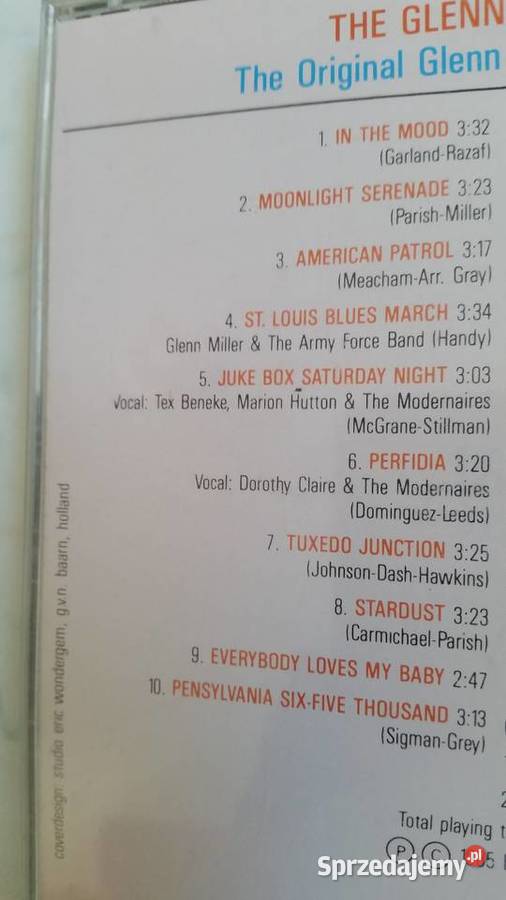 THE GLENN
The Original Glenn
1. IN THE MOOD 3:32
(Garland-Razaf)
2. MOONLIGHT SERENADE 3:23
(Parish-Miller)
3. AMERICAN PATROL 3:17
(Meacham-Arr. Gray)
4. ST. LOUIS BLUES MARCH 3:34
Glenn Miller & The Army Force Band (Handy)
5. JUKE BOX SATURDAY NIGHT 3:03
Vocal: Tex Beneke, Marion Hutton & The Modernaires
(McGrane-Stillman)
6. PERFIDIA 3:20
Vocal: Dorothy Claire & The Modernaires
(Dominguez-Leeds)
7. TUXEDO JUNCTION 3:25
(Johnson-Dash-Hawkins)
8. STARDUST 3:23
(Carmichael-Parish)
9. EVERYBODY LOVES MY BABY 2:47
10. PENSYLVANIA SIX-FIVE THOUSAND 3:13
(Sigman-Grey)
Total playing
Ⓟ Ⓒ
coverdesign: studio eric wondergem, g.v.n. baarn, holland
Sprzedajemy.pl